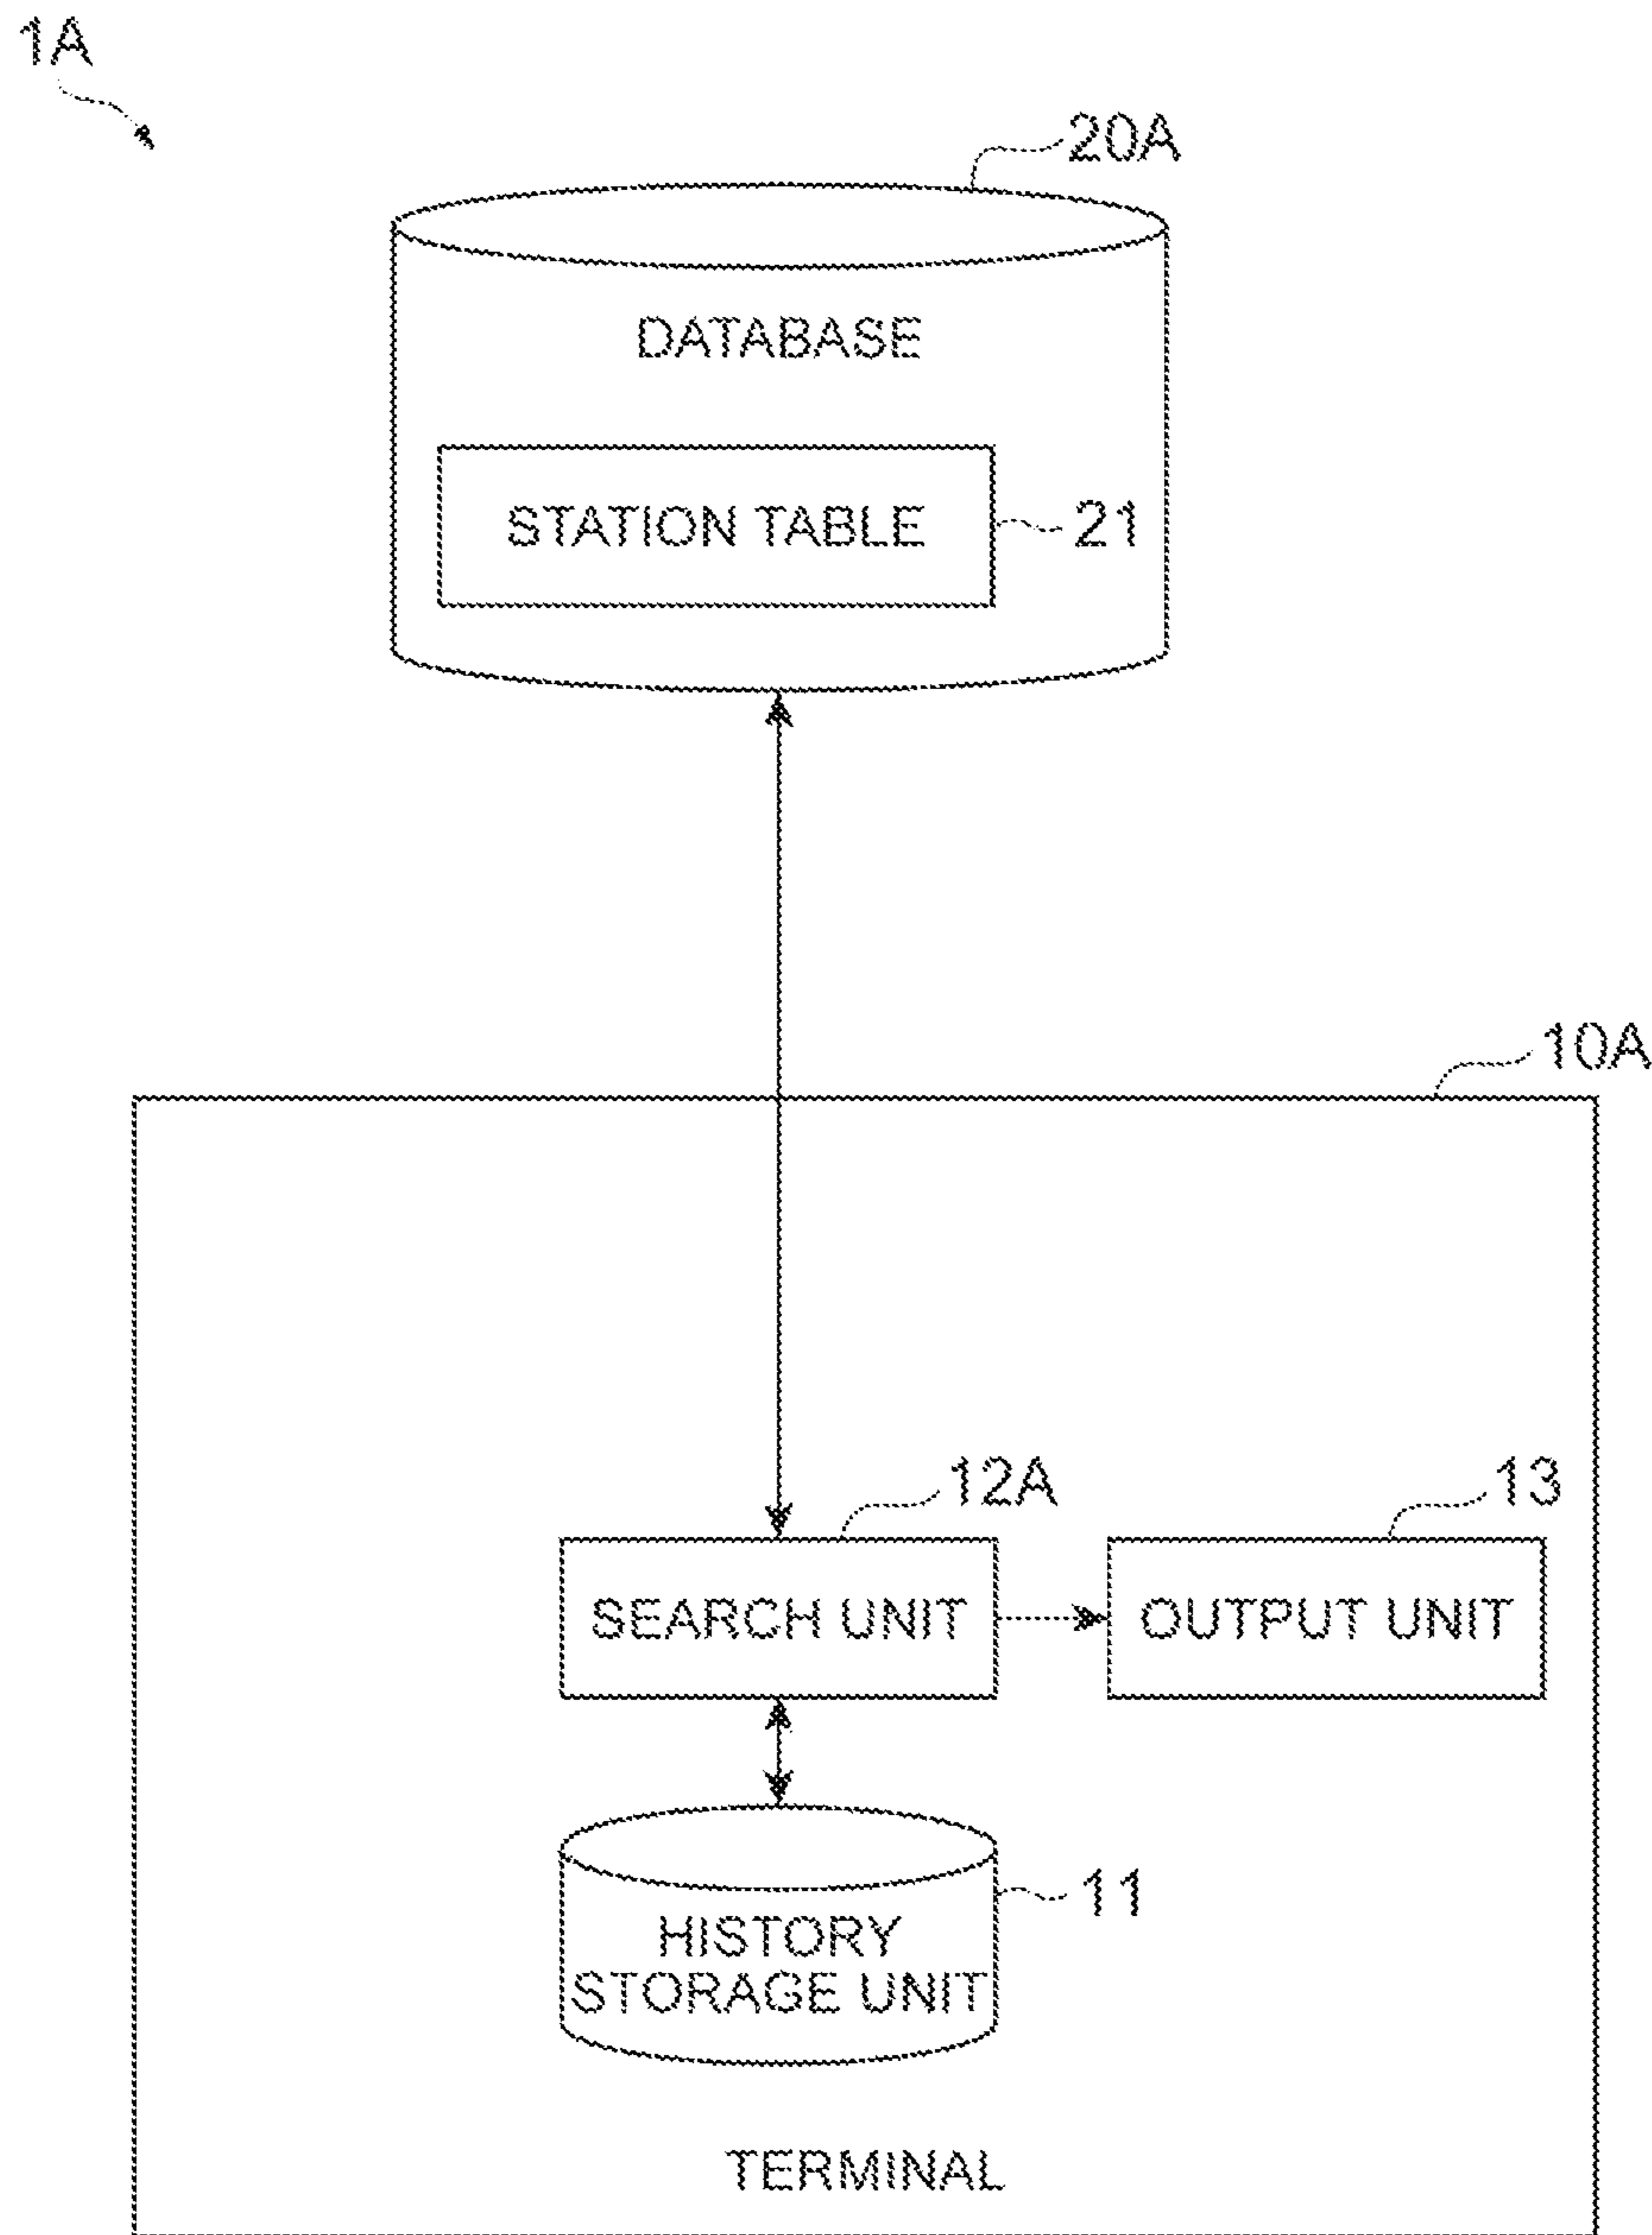 1A
20A
DATABASE
STATION TABLE
21
10A
12A
13
SEARCH UNIT
OUTPUT UNIT
11
HISTORY
STORAGE UNIT
TERMINAL